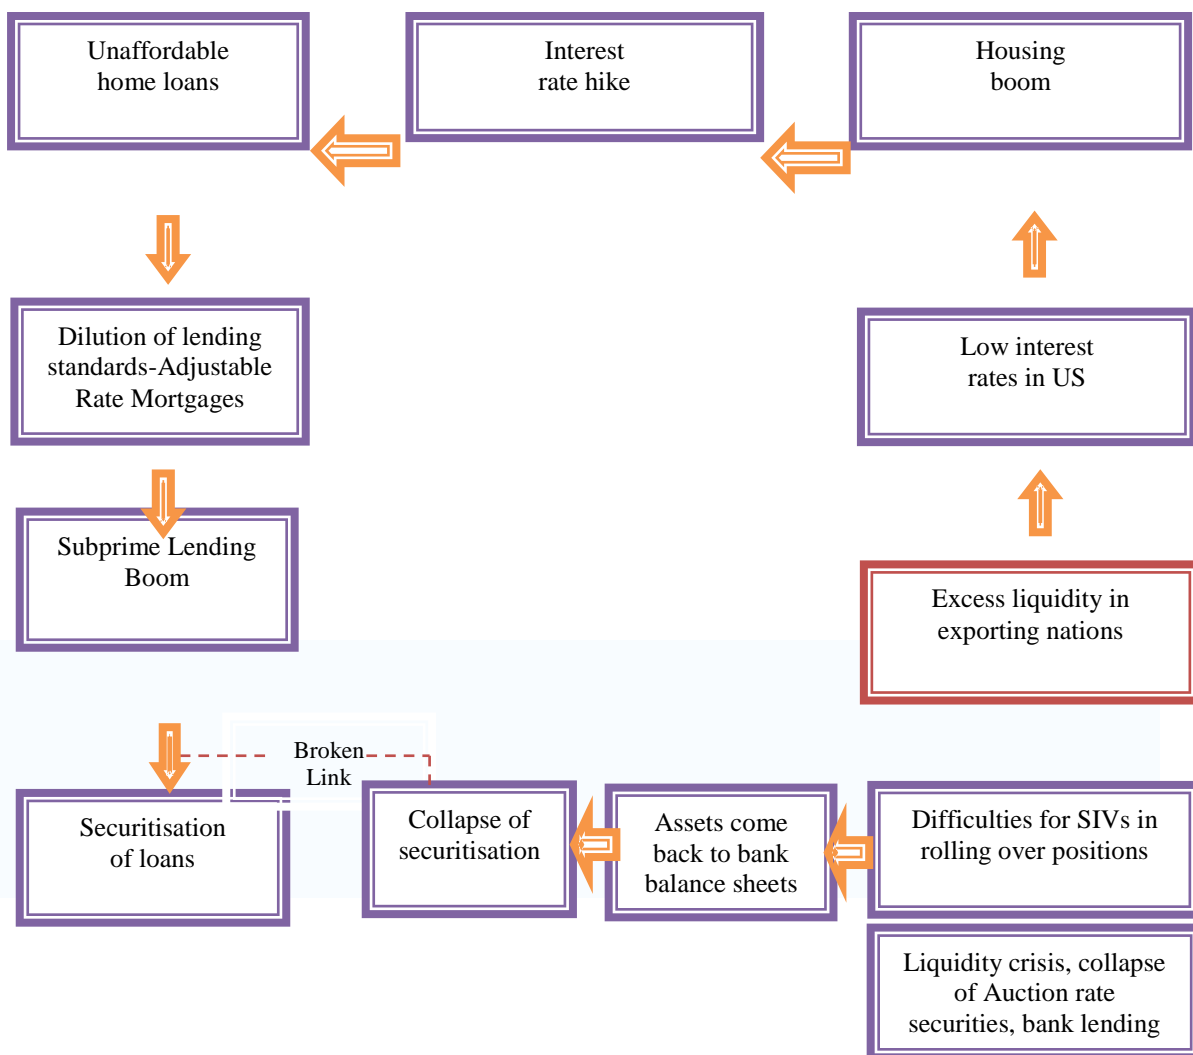 Unaffordable
home loans
Interest
rate hike
Housing
boom
Dilution of lending
standards-Adjustable
Rate Mortgages
Low interest
rates in US
Subprime Lending
Boom
Excess liquidity in
exporting nations
Broken
Link
Securitisation
of loans
Collapse of
securitisation
Assets come
back to bank
balance sheets
Difficulties for SIVs in
rolling over positions
Liquidity crisis, collapse
of Auction rate
securities, bank lending